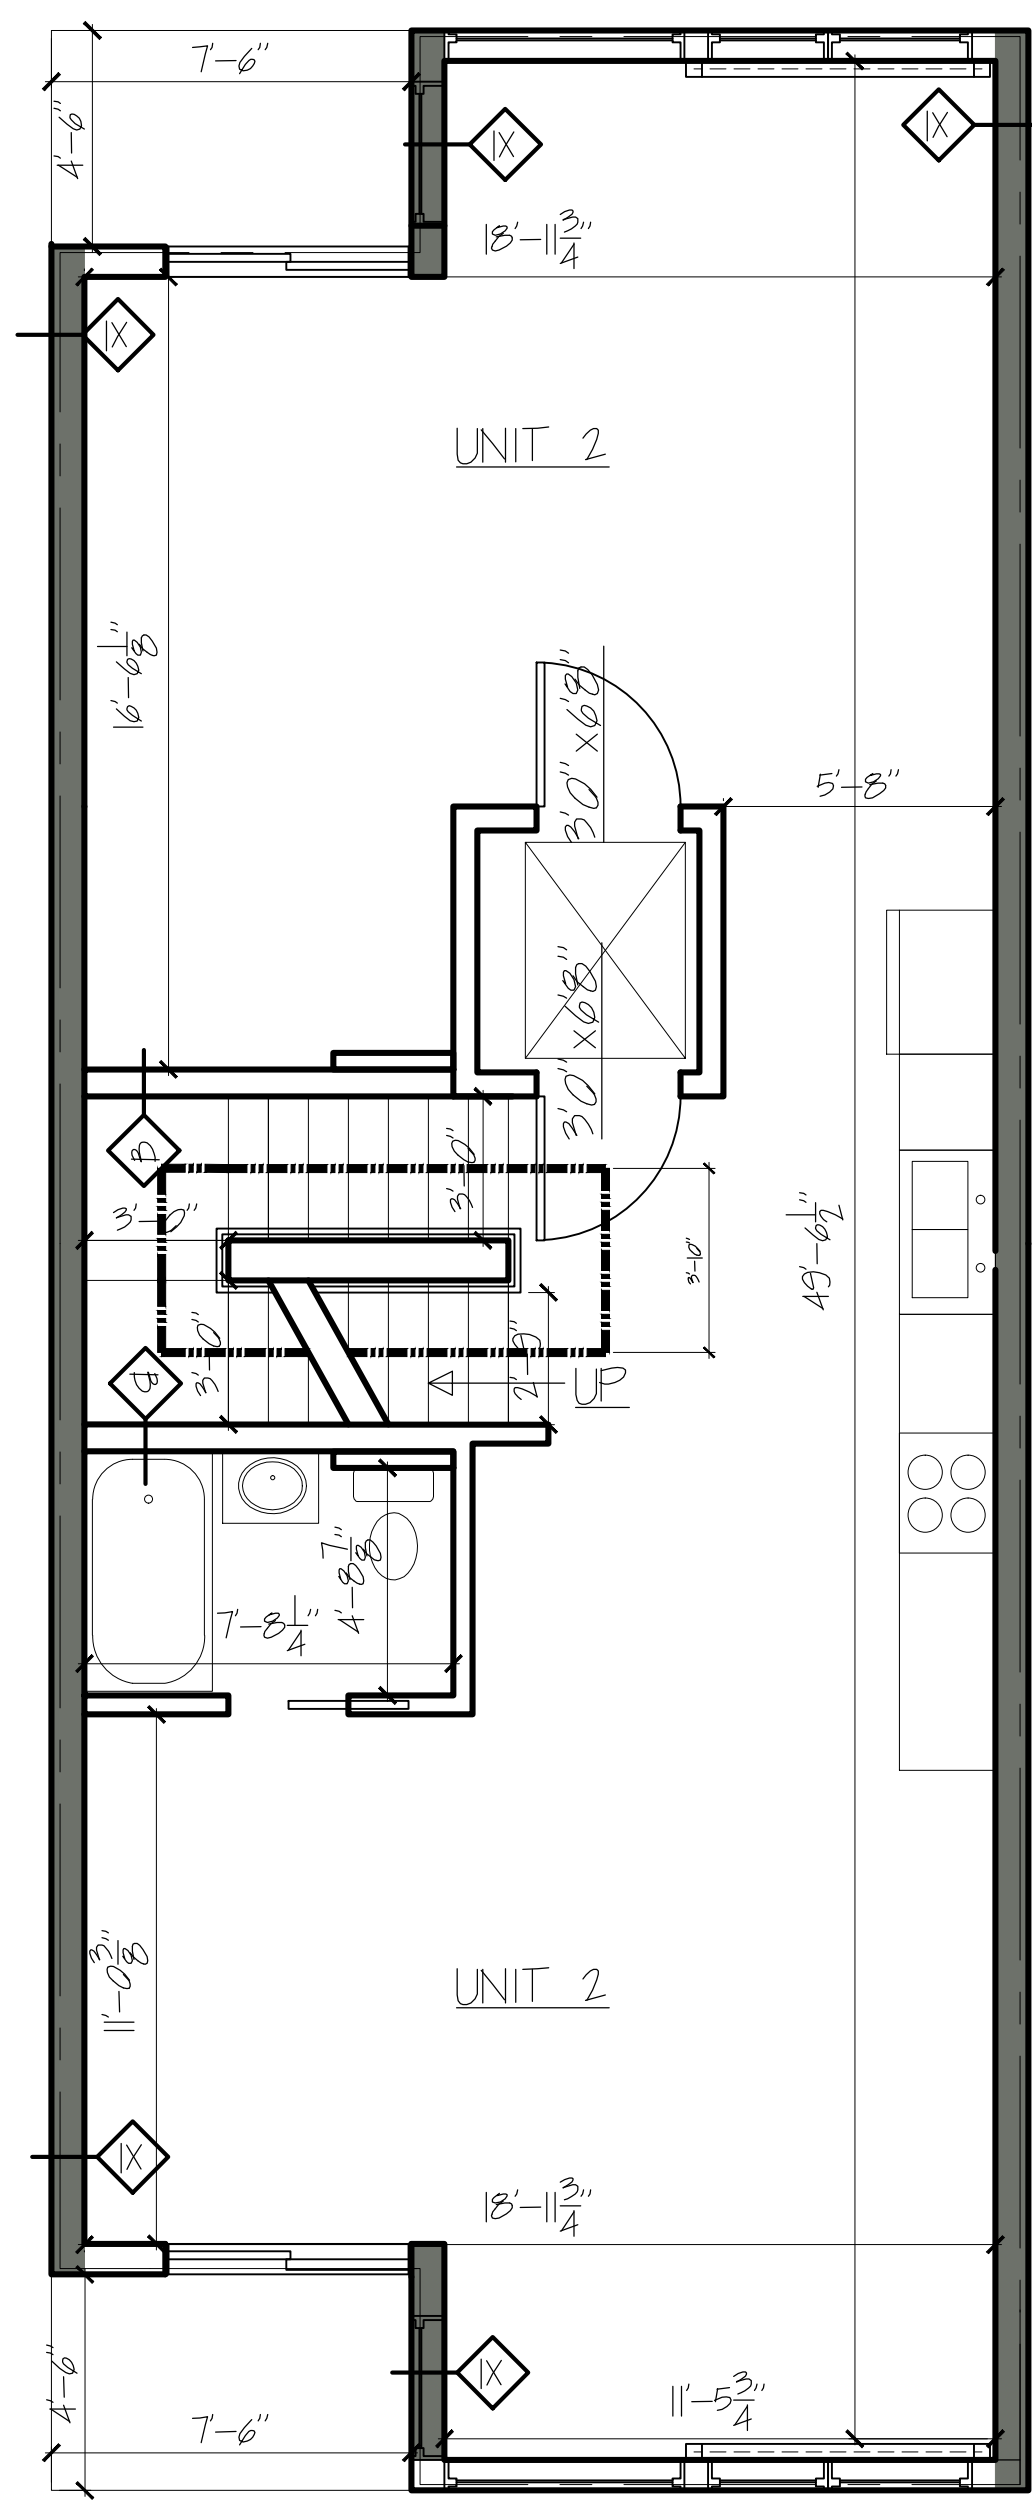 7'-6"
4'-6"
IX
IX
18'-11 3/4"
IX
UNIT 2
16'-6 1/8"
3'0" x 6'8"
5'-8"
3'0" x 6'8"
3'-0"
3'-0"
3'-10"
49'-6 1/2"
3'-0"
UP
7'-8 1/4"
4'-8 7/8"
11'-0 3/8"
UNIT 2
IX
18'-11 3/4"
4'-6"
IX
11'-5 3/4"
7'-6"